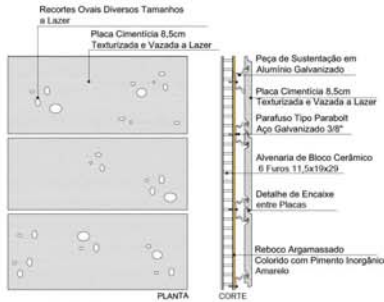 Recortes Ovais Diversos Tamanhos
a Lazer
Placa Cimentícia 8,5cm
Texturizada e Vazada a Lazer
Peça de Sustentação em
Alumínio Galvanizado
Placa Cimentícia 8,5cm
Texturizada e Vazada a Lazer
Parafuso Tipo Parabolt
Aço Galvanizado 3/8"
Alvenaria de Bloco Cerâmico
6 Furos 11,5x19x29
Detalhe de Encaixe
entre Placas
Reboco Argamassado
Colorido com Pimento Inorgânico
Amarelo
PLANTA
CORTE